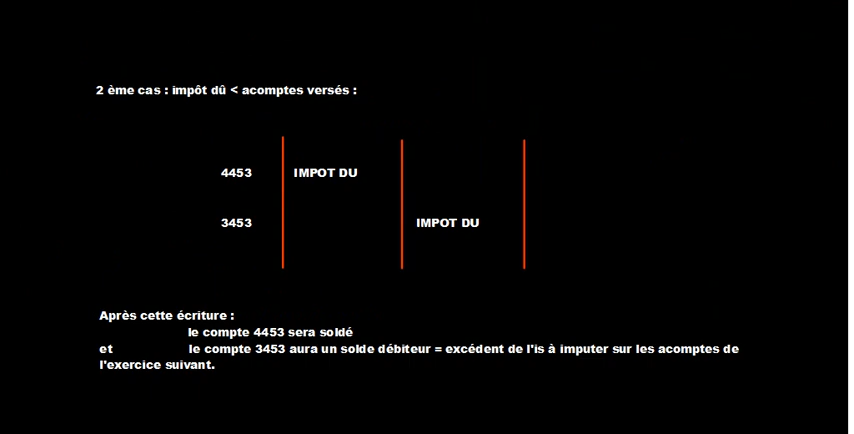 2 ème cas : impôt dû < acomptes versés :
4453 IMPOT DU
3453 IMPOT DU
Après cette écriture :
le compte 4453 sera soldé
et le compte 3453 aura un solde débiteur = excédent de l'is à imputer sur les acomptes de
l'exercice suivant.